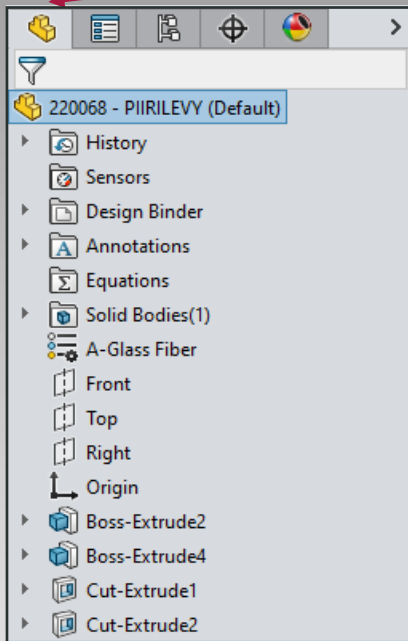 220068 - PIIRILEVY (Default)
History
Sensors
Design Binder
Annotations
Equations
Solid Bodies(1)
A-Glass Fiber
Front
Top
Right
Origin
Boss-Extrude2
Boss-Extrude4
Cut-Extrude1
Cut-Extrude2